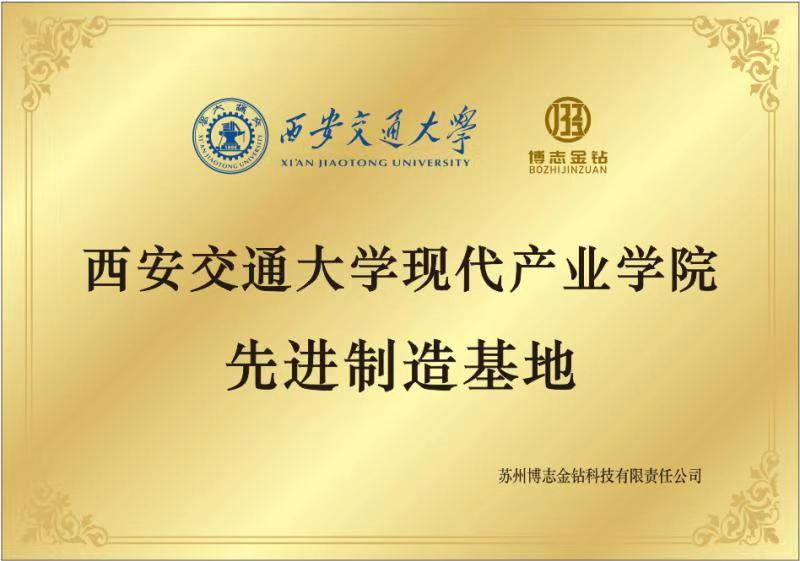 西安交通大学
XI'AN JIAOTONG UNIVERSITY
博志金钻
BOZHIJINZUAN
西安交通大学现代产业学院
先进制造基地
苏州博志金钻科技有限责任公司